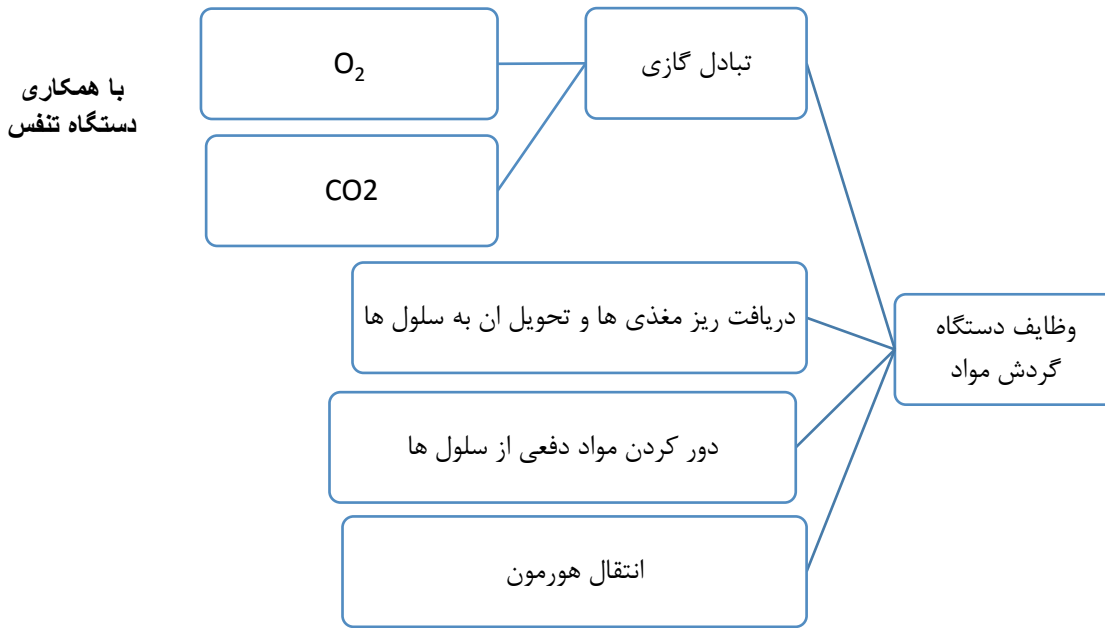 وظایف دستگاه
گردش مواد
تبادل گازی
O₂
CO2
با همکاری
دستگاه تنفس
دریافت ریز مغذی ها و تحویل ان به سلول ها
دور کردن مواد دفعی از سلول ها
انتقال هورمون